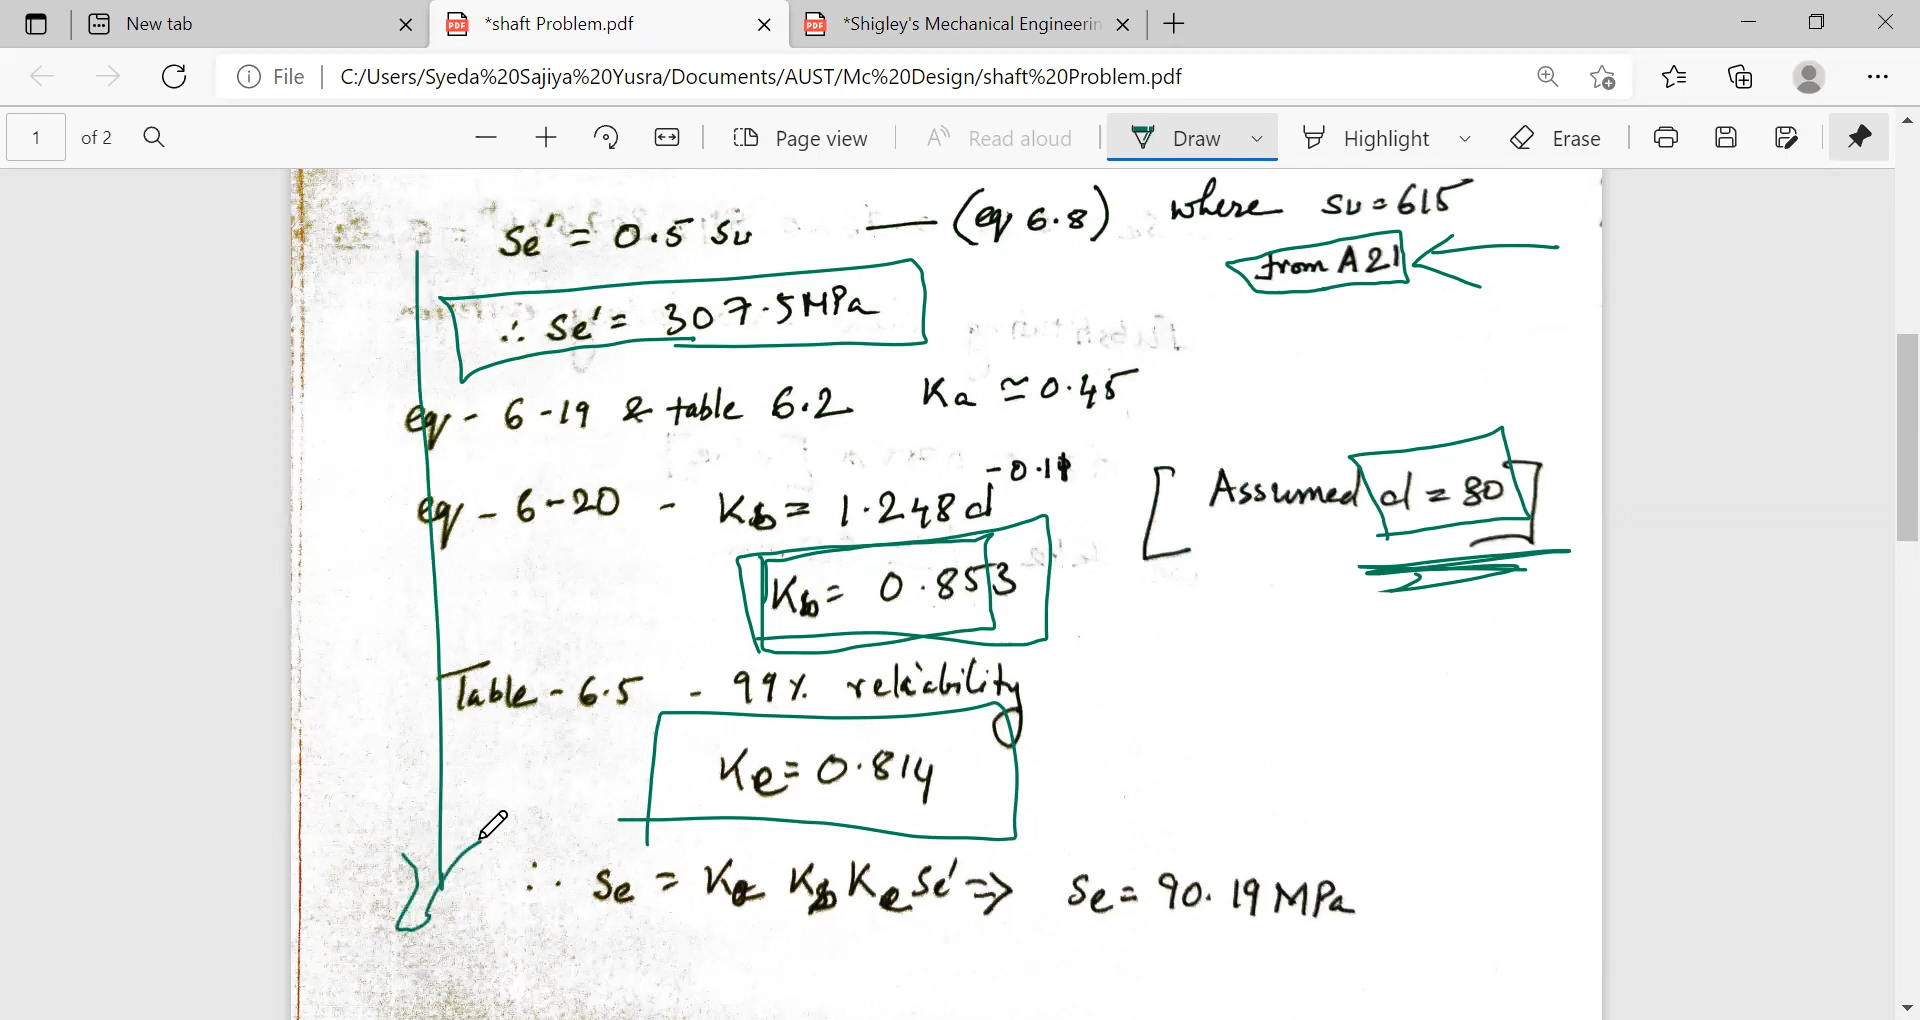 New tab
*shaft Problem.pdf
*Shigley's Mechanical Engineerin
File
C:/Users/Syeda%20Sajiya%20Yusra/Documents/AUST/Mc%20Design/shaft%20Problem.pdf
1 of 2
Page view
Read aloud
Draw
Highlight
Erase
Se' = 0.5 Su — (eq 6.8) where Su = 615
from A21
∴ Se' = 307.5 MPa
eq - 6-19 & table 6.2 Ka ≃ 0.45
eq - 6-20 - Kb = 1.248 d^-0.11 [Assumed d = 80]
Kb = 0.853
Table - 6.5 - 99% reliability
Ke = 0.814
∴ Se = Ka Kb Ke Se' => Se = 90.19 MPa